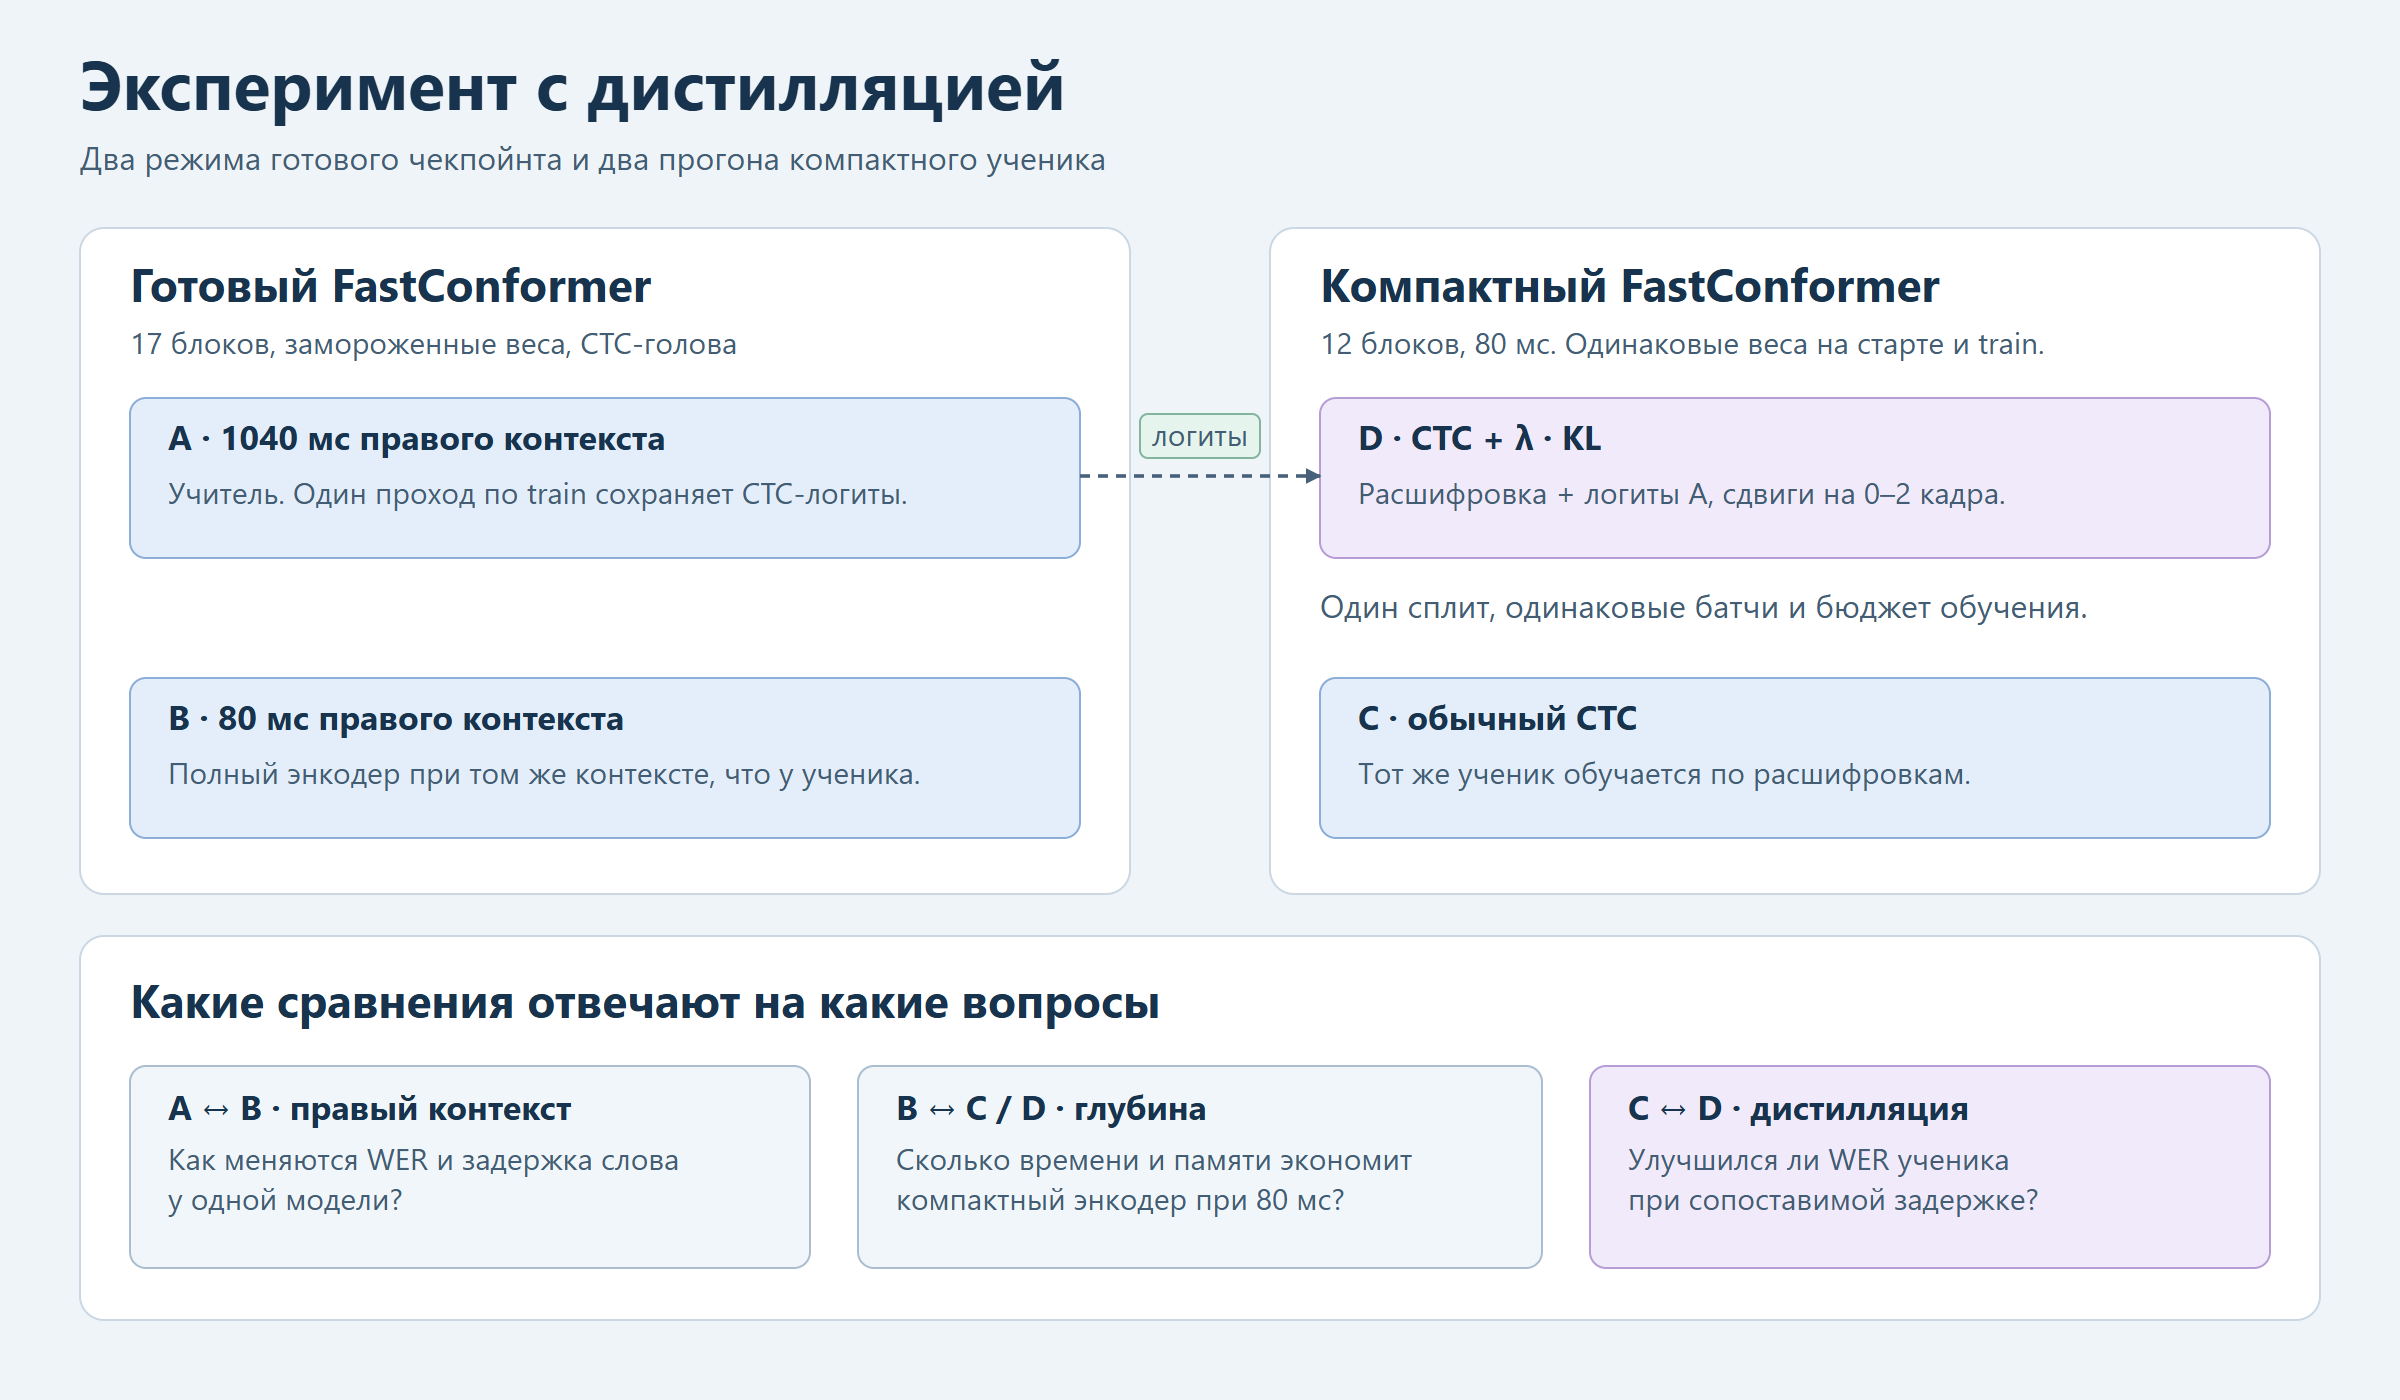 Эксперимент с дистилляцией
Два режима готового чекпойнта и два прогона компактного ученика
Готовый FastConformer
17 блоков, замороженные веса, CTC-голова
A · 1040 мс правого контекста
Учитель. Один проход по train сохраняет CTC-логиты.
B · 80 мс правого контекста
Полный энкодер при том же контексте, что у ученика.
логиты
Компактный FastConformer
12 блоков, 80 мс. Одинаковые веса на старте и train.
D · CTC + λ · KL
Расшифровка + логиты A, сдвиги на 0–2 кадра.
Один сплит, одинаковые батчи и бюджет обучения.
C · обычный CTC
Тот же ученик обучается по расшифровкам.
Какие сравнения отвечают на какие вопросы
A ↔ B · правый контекст
Как меняются WER и задержка слова
у одной модели?
B ↔ C / D · глубина
Сколько времени и памяти экономит
компактный энкодер при 80 мс?
C ↔ D · дистилляция
Улучшился ли WER ученика
при сопоставимой задержке?